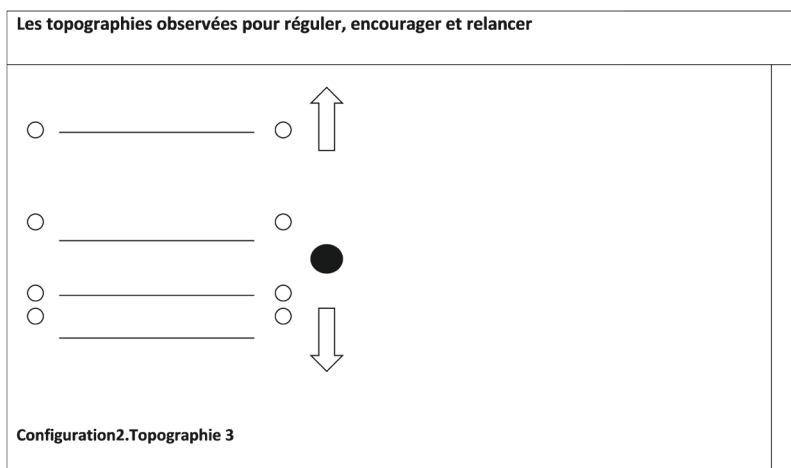 Les topographies observées pour réguler, encourager et relancer
Configuration2.Topographie 3